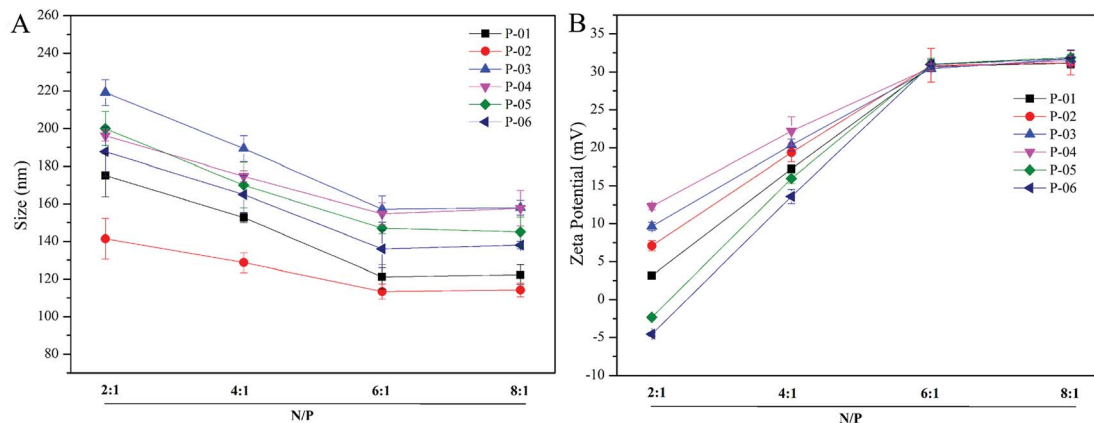 A
260
240
220
200
180
160
140
120
100
80
Size (nm)
P-01
P-02
P-03
P-04
P-05
P-06
2:1 4:1 6:1 8:1
N/P
B
35
30
25
20
15
10
5
0
-5
-10
Zeta Potential (mV)
P-01
P-02
P-03
P-04
P-05
P-06
2:1 4:1 6:1 8:1
N/P